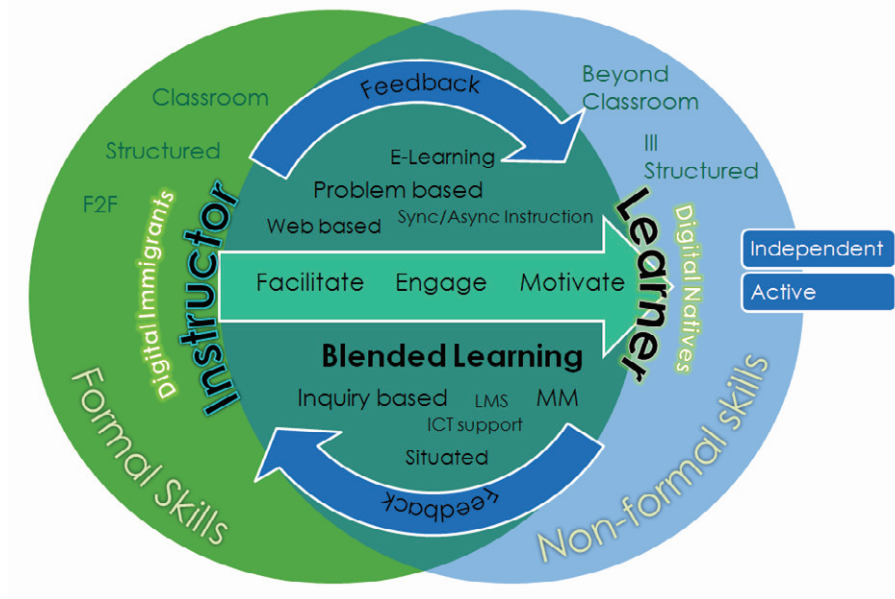 Classroom
Structured
F2F
Digital Immigrants
Instructor
Formal Skills
Feedback
E-Learning
Problem based
Web based
Sync/Async Instruction
Facilitate Engage Motivate
Blended Learning
Inquiry based
LMS
MM
ICT support
Situated
Feedback
Beyond
Classroom
Ill
Structured
Learner
Digital Natives
Non-formal skills
Independent
Active